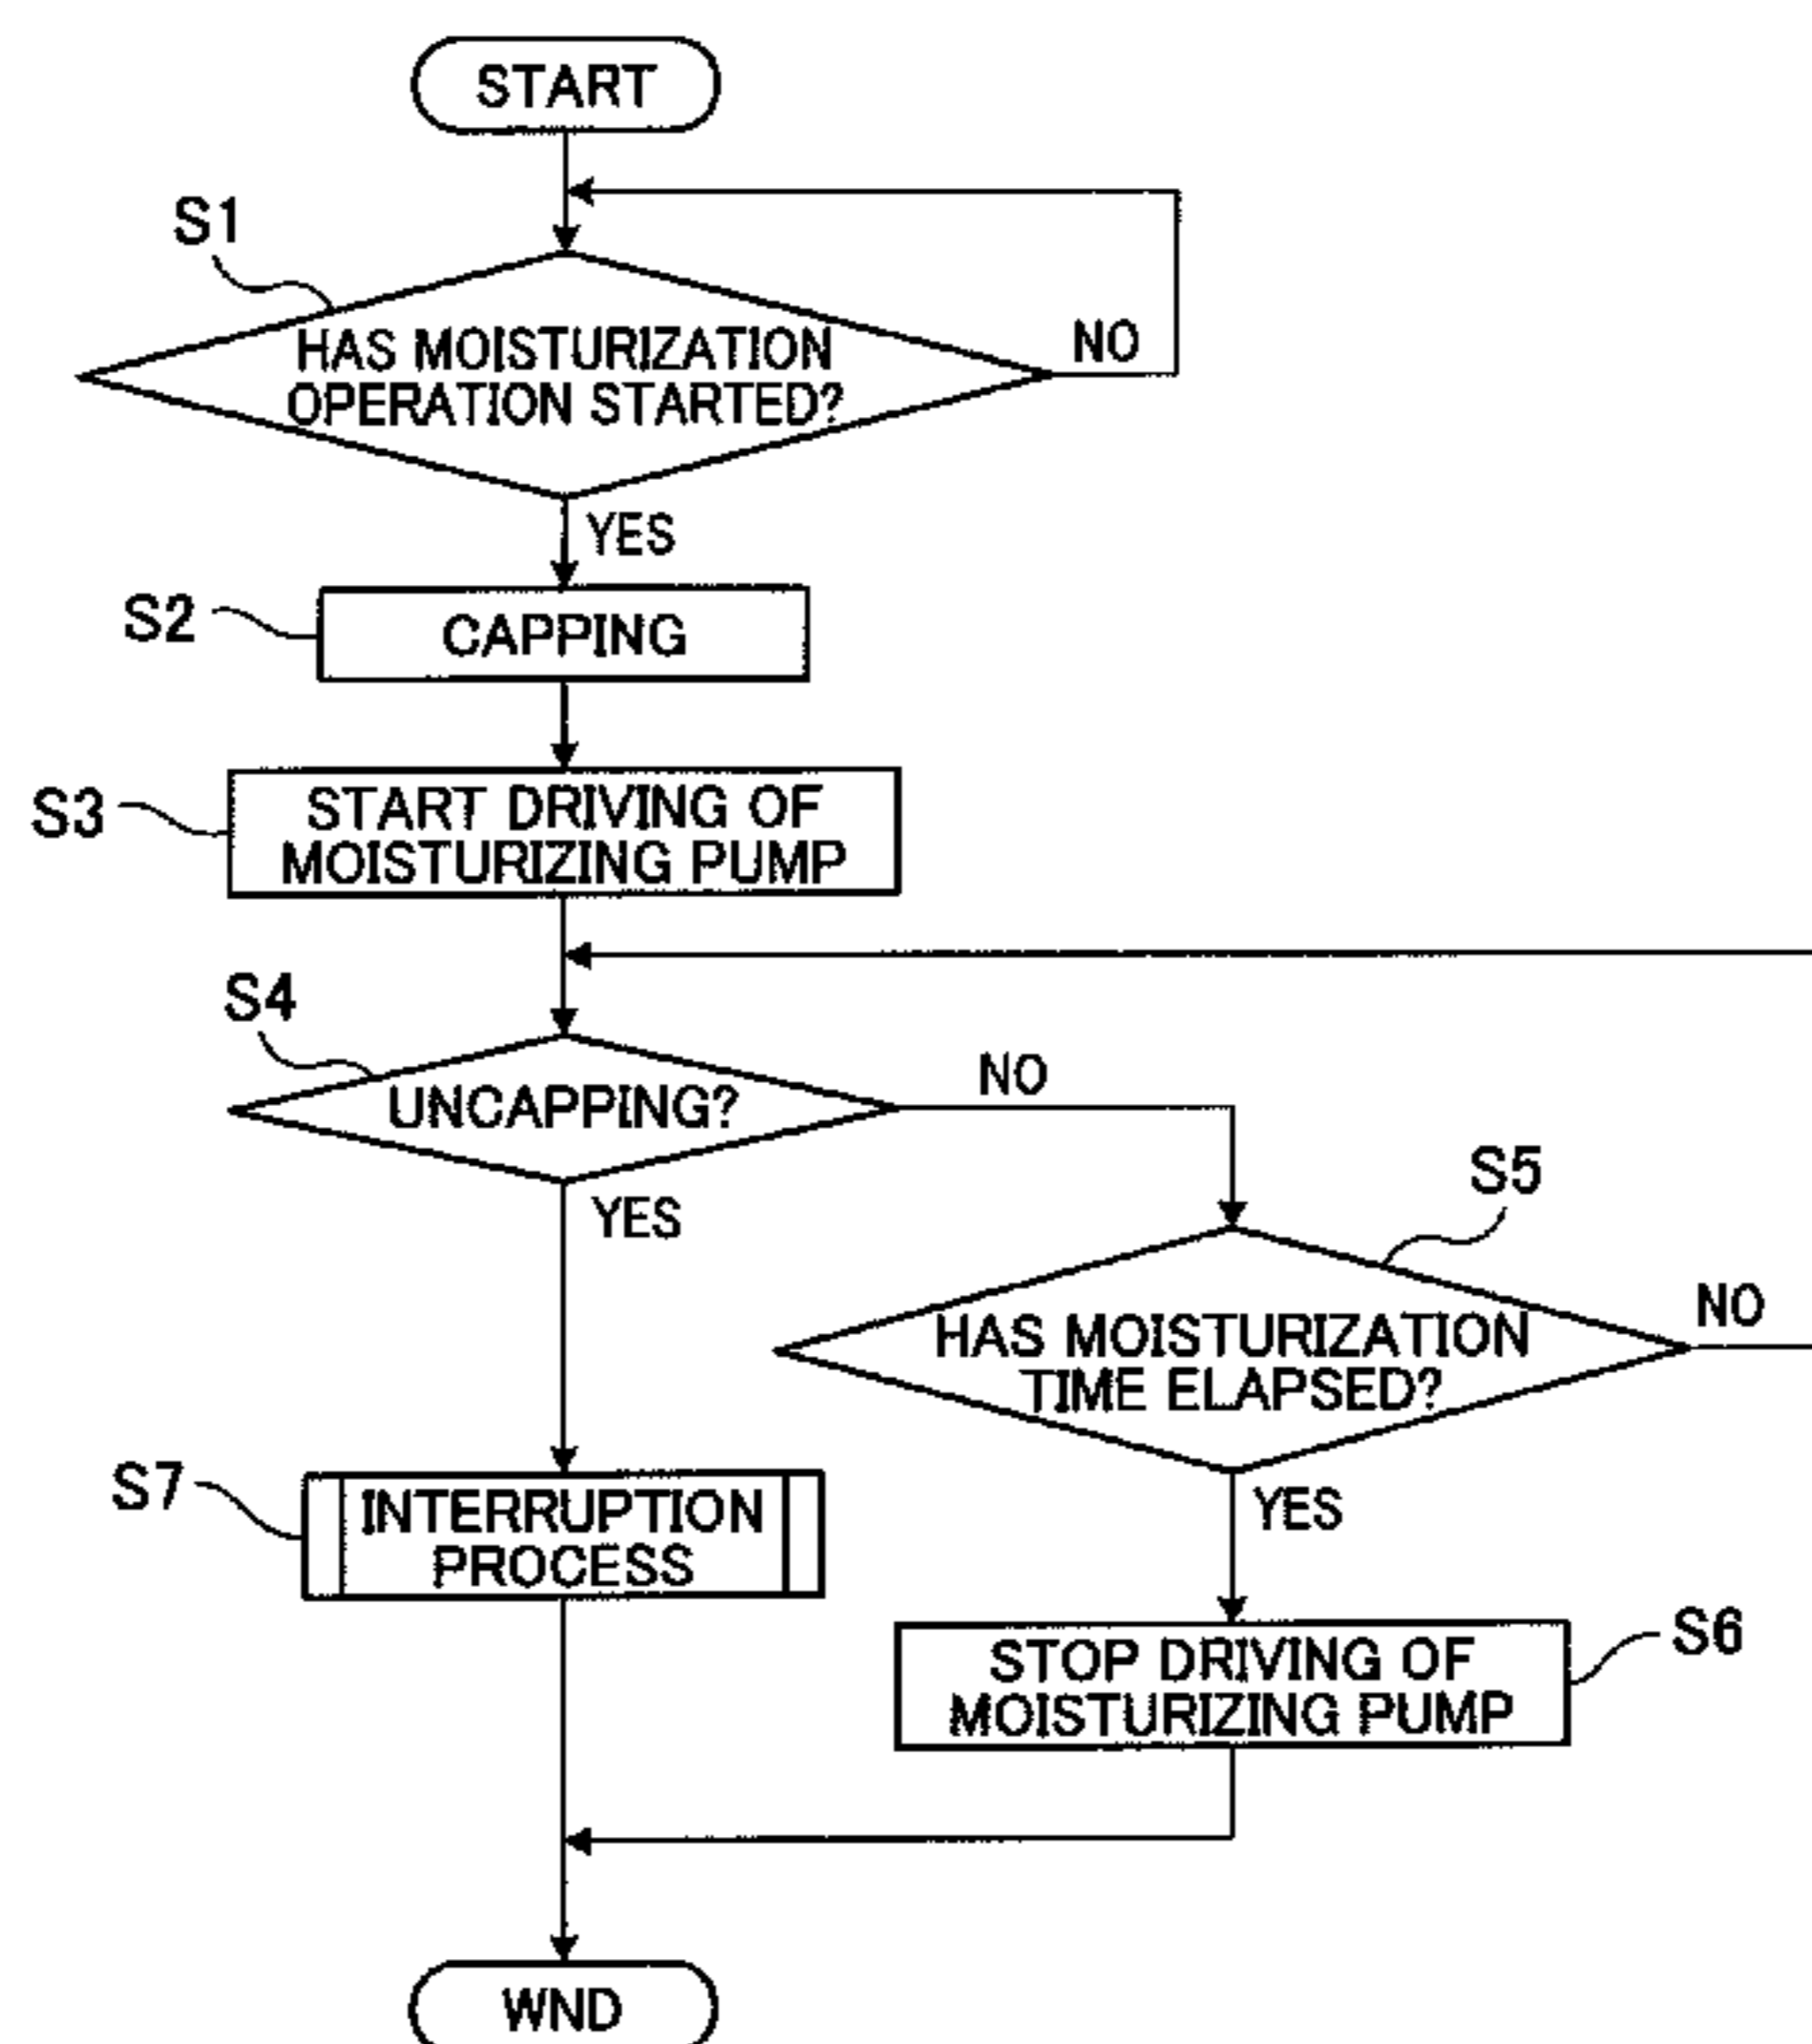 START
S1
HAS MOISTURIZATION
OPERATION STARTED?
NO
YES
S2
CAPPING
S3
START DRIVING OF
MOISTURIZING PUMP
S4
UNCAPPING?
NO
YES
S5
HAS MOISTURIZATION
TIME ELAPSED?
NO
YES
S7
INTERRUPTION
PROCESS
S6
STOP DRIVING OF
MOISTURIZING PUMP
WND